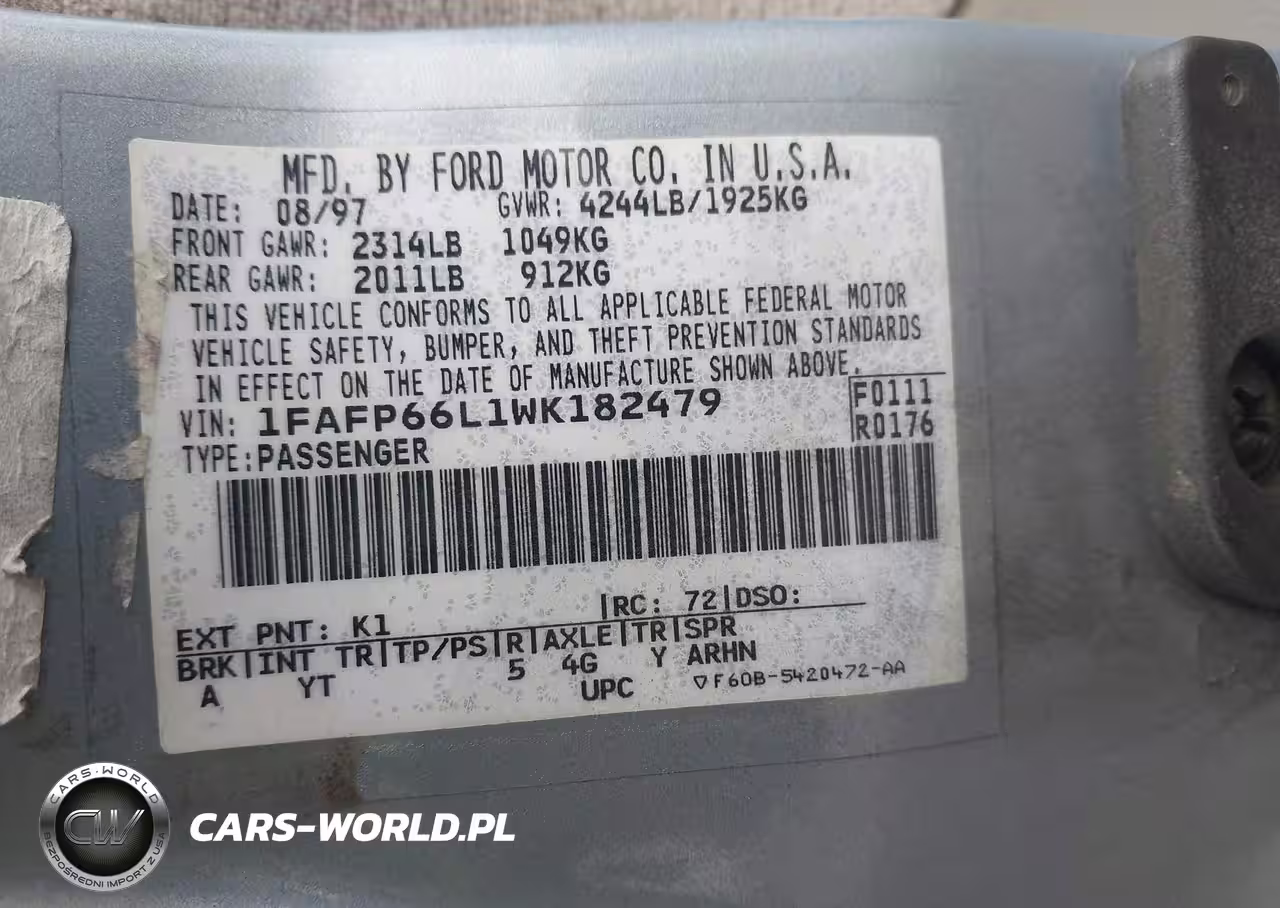 MFD. BY FORD MOTOR CO. IN U.S.A.
DATE: 08/97 GVWR: 4244LB/1925KG
FRONT GAWR: 2314LB 1049KG
REAR GAWR: 2011LB 912KG
THIS VEHICLE CONFORMS TO ALL APPLICABLE FEDERAL MOTOR
VEHICLE SAFETY, BUMPER, AND THEFT PREVENTION STANDARDS
IN EFFECT ON THE DATE OF MANUFACTURE SHOWN ABOVE.
VIN: 1FAFP66L1WK182479 F0111
TYPE: PASSENGER R0176
EXT PNT: K1 |RC: 72|DSO:
BRK|INT TR|TP/PS|R|AXLE|TR|SPR
A YT 5 4G Y ARHN
UPC ▽F60B-5420472-AA
CARS-WORLD
CW
BEZPOŚREDNI IMPORT Z USA
CARS-WORLD.PL